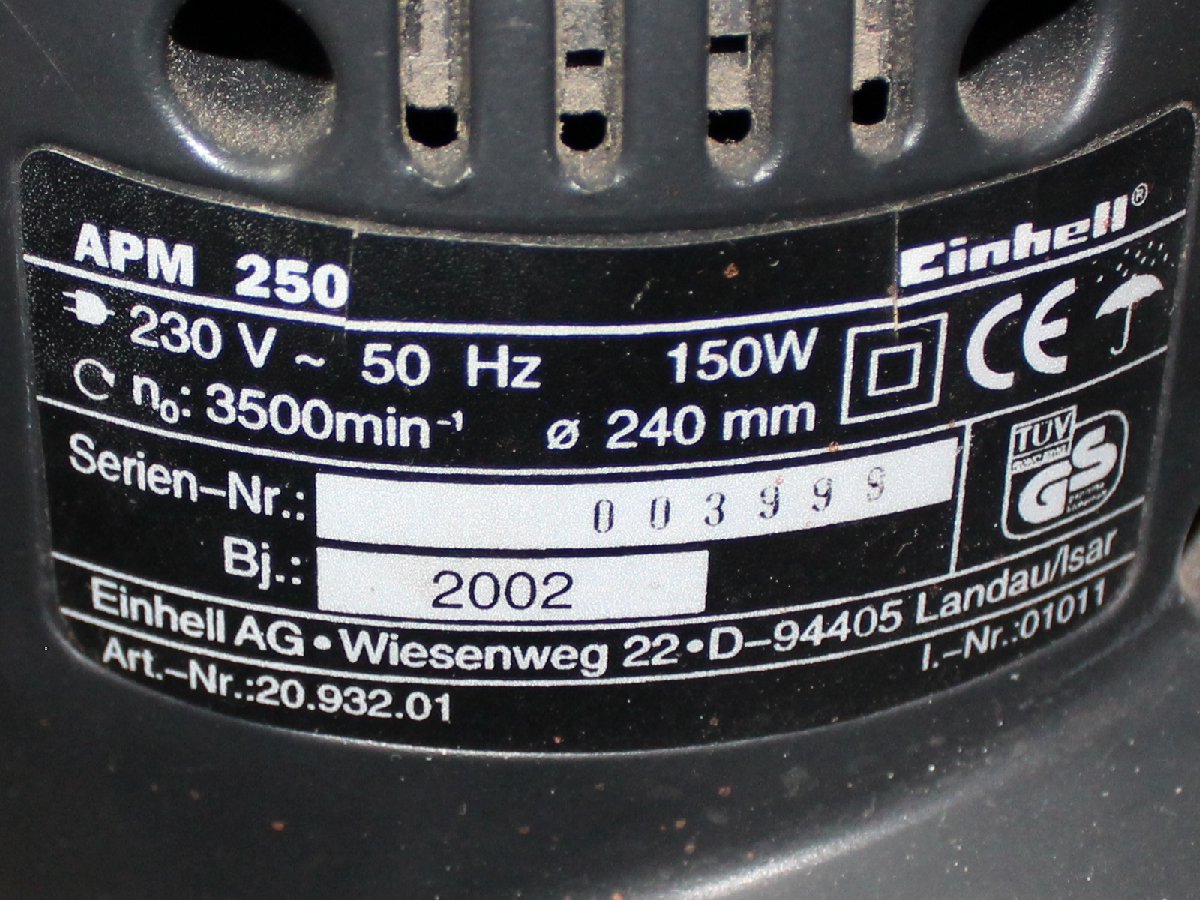 APM 250 Einhell®
230 V ~ 50 Hz 150W CE
n₀: 3500min⁻¹ ø 240 mm
TÜV
GS
Serien-Nr.: 003999
Bj.: 2002
Einhell AG • Wiesenweg 22 • D-94405 Landau/Isar
Art.-Nr.:20.932.01 I.-Nr.:01011